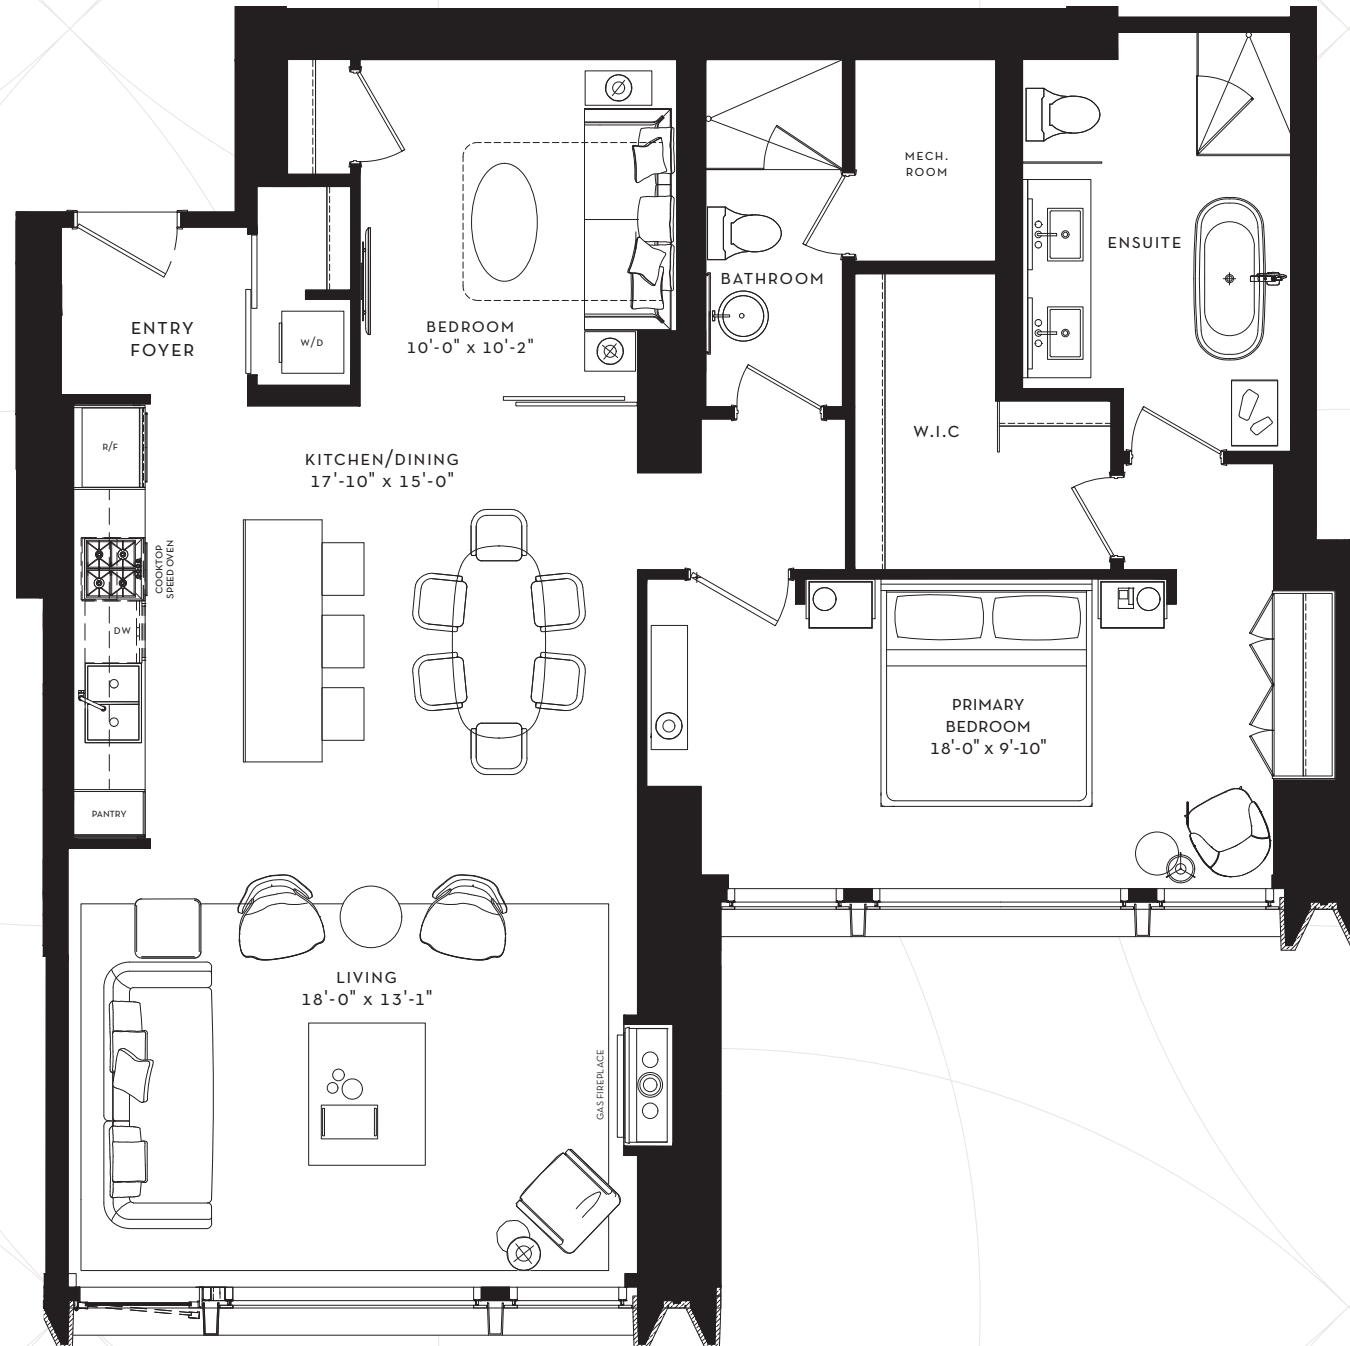 MECH.
ROOM
ENSUITE
BATHROOM
ENTRY
FOYER
W/D
BEDROOM
10'-0" x 10'-2"
W.I.C
R/F
KITCHEN/DINING
17'-10" x 15'-0"
COOKTOP
SPEED OVEN
DW
PRIMARY
BEDROOM
18'-0" x 9'-10"
PANTRY
LIVING
18'-0" x 13'-1"
GAS FIREPLACE